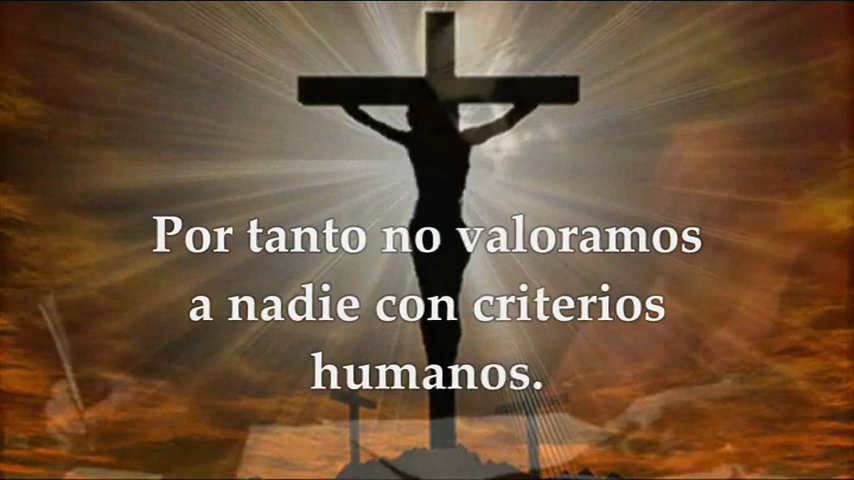 Por tanto no valoramos
a nadie con criterios
humanos.